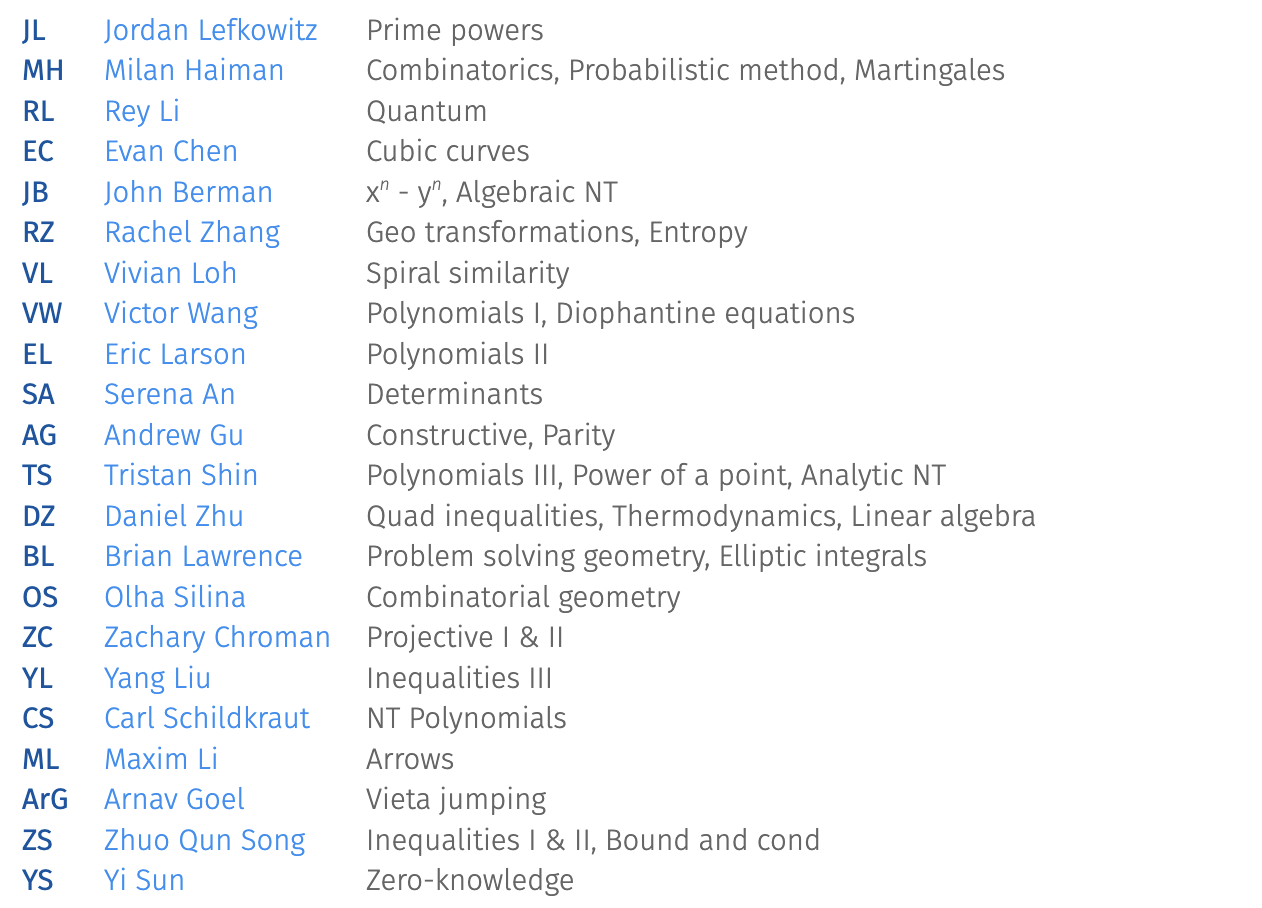 JL Jordan Lefkowitz Prime powers
MH Milan Haiman Combinatorics, Probabilistic method, Martingales
RL Rey Li Quantum
EC Evan Chen Cubic curves
JB John Berman xⁿ - yⁿ, Algebraic NT
RZ Rachel Zhang Geo transformations, Entropy
VL Vivian Loh Spiral similarity
VW Victor Wang Polynomials I, Diophantine equations
EL Eric Larson Polynomials II
SA Serena An Determinants
AG Andrew Gu Constructive, Parity
TS Tristan Shin Polynomials III, Power of a point, Analytic NT
DZ Daniel Zhu Quad inequalities, Thermodynamics, Linear algebra
BL Brian Lawrence Problem solving geometry, Elliptic integrals
OS Olha Silina Combinatorial geometry
ZC Zachary Chroman Projective I & II
YL Yang Liu Inequalities III
CS Carl Schildkraut NT Polynomials
ML Maxim Li Arrows
ArG Arnav Goel Vieta jumping
ZS Zhuo Qun Song Inequalities I & II, Bound and cond
YS Yi Sun Zero-knowledge